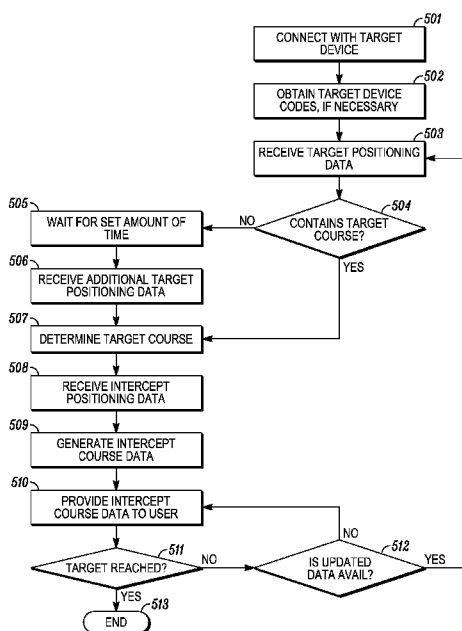 501
CONNECT WITH TARGET
DEVICE
502
OBTAIN TARGET DEVICE
CODES, IF NECESSARY
503
RECEIVE TARGET POSITIONING
DATA
504
CONTAINS TARGET
COURSE?
NO
YES
505
WAIT FOR SET AMOUNT OF
TIME
506
RECEIVE ADDITIONAL TARGET
POSITIONING DATA
507
DETERMINE TARGET COURSE
508
RECEIVE INTERCEPT
POSITIONING DATA
509
GENERATE INTERCEPT
COURSE DATA
510
PROVIDE INTERCEPT
COURSE DATA TO USER
511
TARGET REACHED?
NO
YES
512
IS UPDATED
DATA AVAIL?
NO
YES
513
END